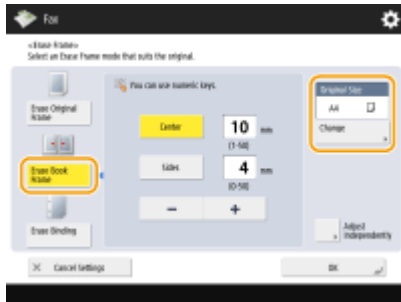 Fax
<Erase Frame>
Select an Erase Frame mode that suits the original.
Erase Original
Frame
You can use numeric keys.
Center
10 mm
(1-50)
Erase Book
Frame
Sides
4 mm
(0-50)
Erase Binding
− +
Original Size
A4
Change
Adjust
Independently
Cancel Settings
OK